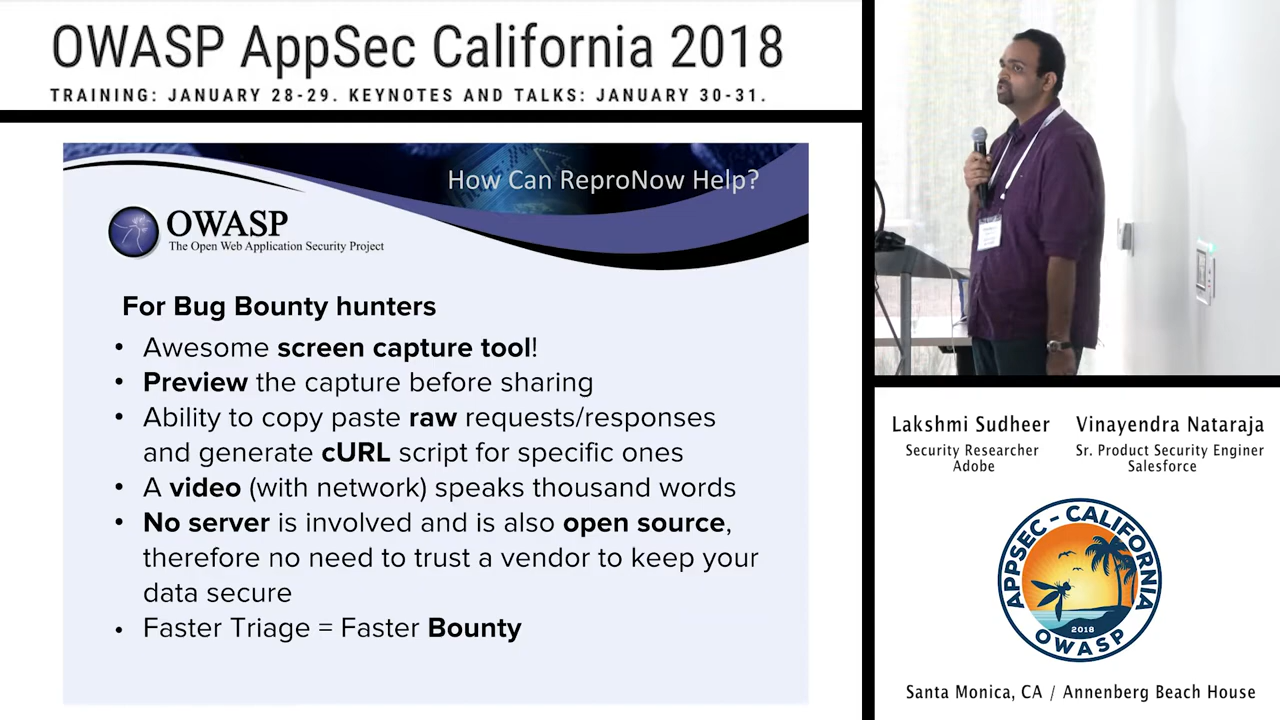 OWASP AppSec California 2018
TRAINING: JANUARY 28-29. KEYNOTES AND TALKS: JANUARY 30-31.
How Can ReproNow Help?
OWASP
The Open Web Application Security Project
For Bug Bounty hunters
• Awesome screen capture tool!
• Preview the capture before sharing
• Ability to copy paste raw requests/responses
and generate cURL script for specific ones
• A video (with network) speaks thousand words
• No server is involved and is also open source,
therefore no need to trust a vendor to keep your
data secure
• Faster Triage = Faster Bounty
Lakshmi Sudheer
Security Researcher
Adobe
Vinayendra Nataraja
Sr. Product Security Enginer
Salesforce
APPSEC - CALIFORNIA
2018
OWASP
Santa Monica, CA / Annenberg Beach House